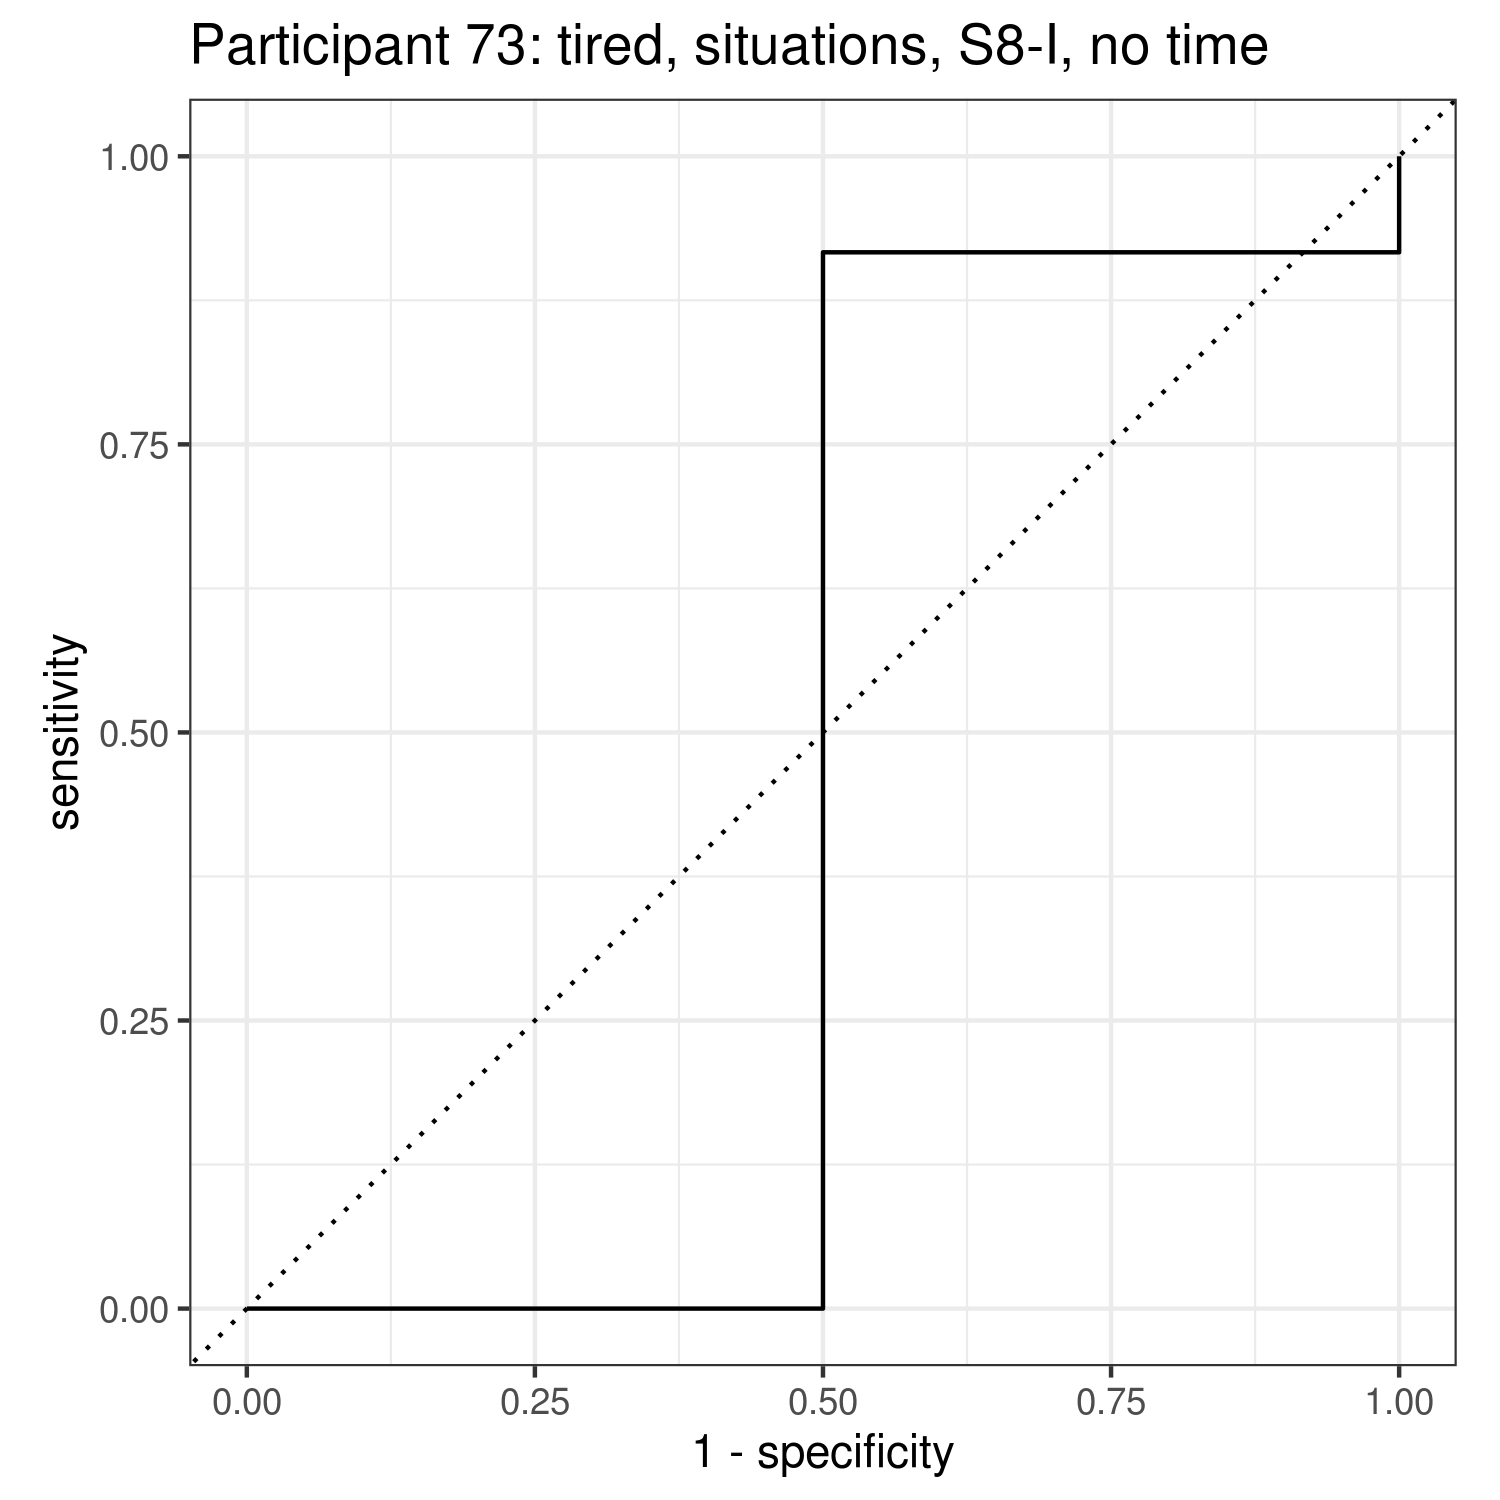 Participant 73: tired, situations, S8-I, no time
1.00
0.75
0.50
0.25
0.00
sensitivity
0.00 0.25 0.50 0.75 1.00
1 - specificity